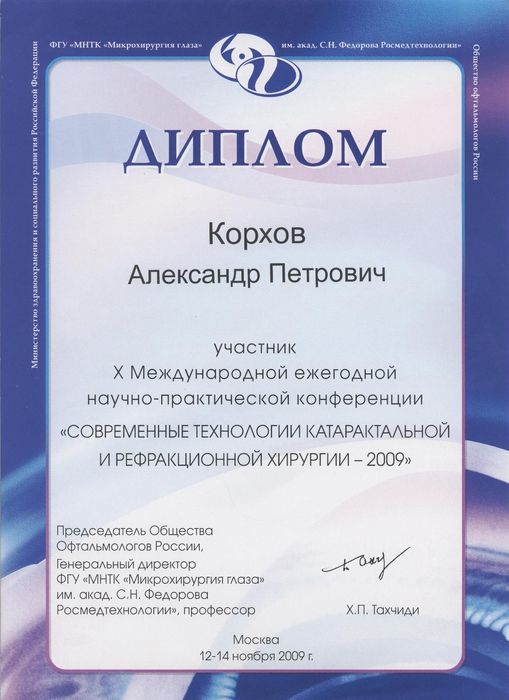 ФГУ «МНТК «Микрохирургия глаза» им. акад. С.Н. Федорова Росмедтехнологии»
Министерство здравоохранения и социального развития Российской Федерации
Общество офтальмологов России
ДИПЛОМ
Корхов
Александр Петрович
участник
X Международной ежегодной
научно-практической конференции
«СОВРЕМЕННЫЕ ТЕХНОЛОГИИ КАТАРАКТАЛЬНОЙ
И РЕФРАКЦИОННОЙ ХИРУРГИИ – 2009»
Председатель Общества
Офтальмологов России,
Генеральный директор
ФГУ «МНТК «Микрохирургия глаза»
им. акад. С.Н. Федорова
Росмедтехнологии», профессор
Х.П. Тахчиди
Москва
12-14 ноября 2009 г.